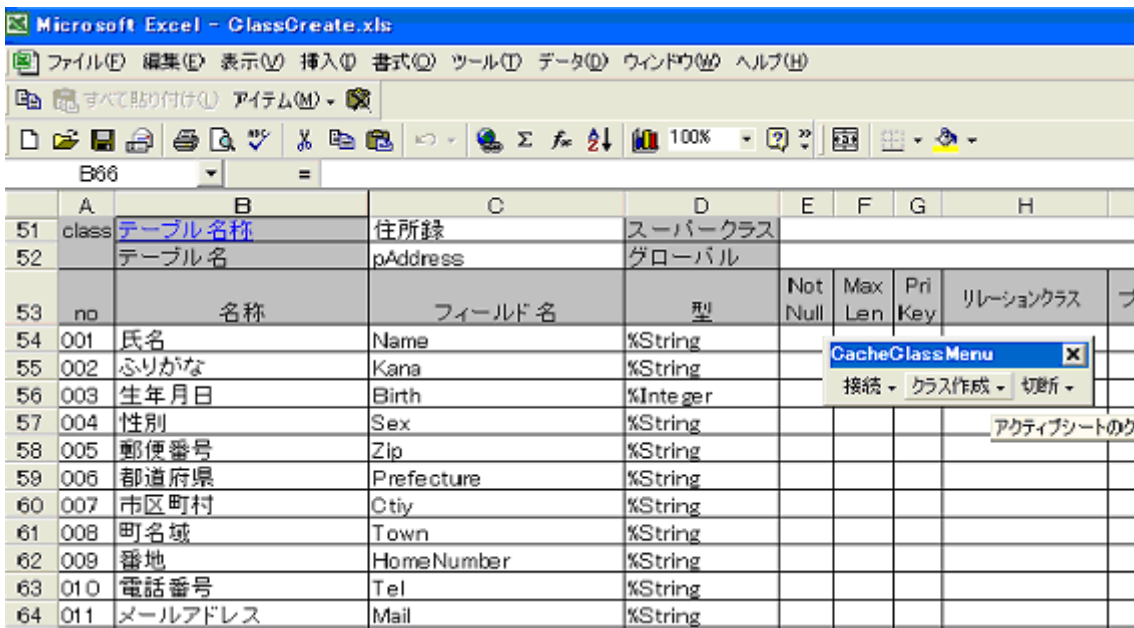 Microsoft Excel - ClassCreate.xls
ファイル(F) 編集(E) 表示(V) 挿入(I) 書式(O) ツール(T) データ(D) ウィンドウ(W) ヘルプ(H)
すべて貼り付け(L) アイテム(M)
100%
B66 =
A B C D E F G H
51 class テーブル名称 住所録 スーパークラス
52 テーブル名 pAddress グローバル
53 no 名称 フィールド名 型 Not Null Max Len Pri Key リレーションクラス プ
54 001 氏名 Name %String
55 002 ふりがな Kana %String
56 003 生年月日 Birth %Integer
57 004 性別 Sex %String
58 005 郵便番号 Zip %String
59 006 都道府県 Prefecture %String
60 007 市区町村 Ctiy %String
61 008 町名域 Town %String
62 009 番地 HomeNumber %String
63 010 電話番号 Tel %String
64 011 メールアドレス Mail %String
CacheClassMenu
接続 クラス作成 切断
アクティブシートのク